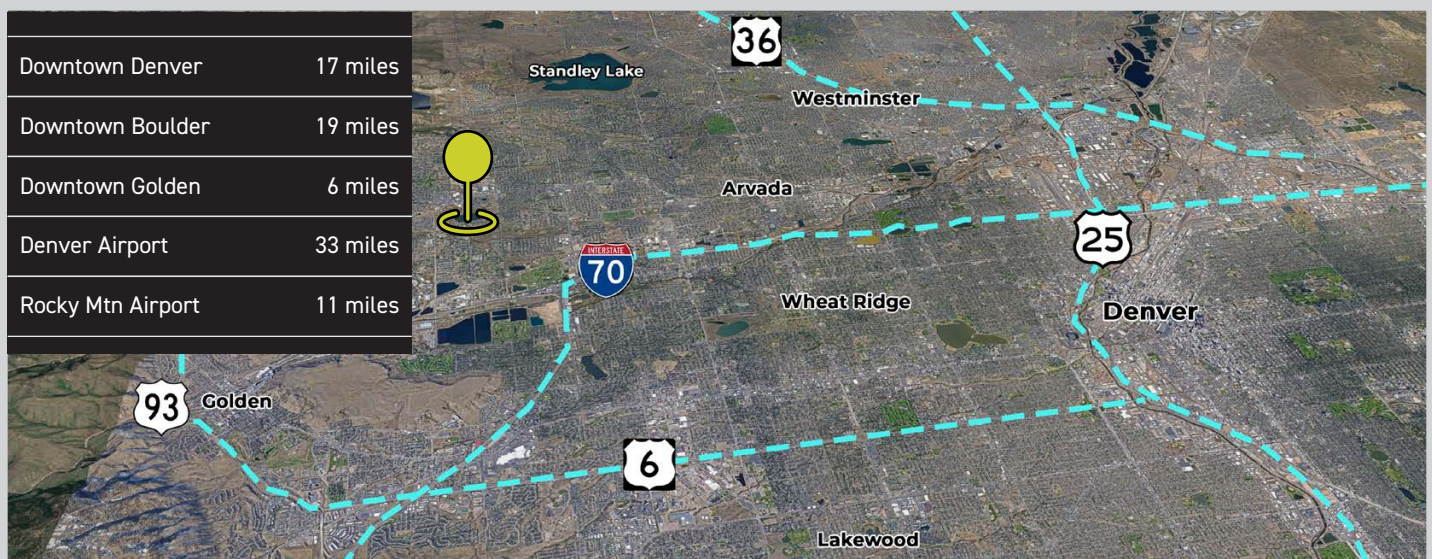 Downtown Denver 17 miles
Downtown Boulder 19 miles
Downtown Golden 6 miles
Denver Airport 33 miles
Rocky Mtn Airport 11 miles
36
Standley Lake
Westminster
Arvada
25
INTERSTATE
70
Wheat Ridge
Denver
93
Golden
6
Lakewood